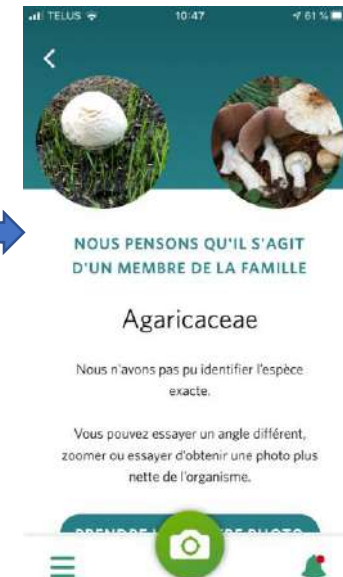 TELUS 10:47 61 %
NOUS PENSONS QU'IL S'AGIT
D'UN MEMBRE DE LA FAMILLE
Agaricaceae
Nous n'avons pas pu identifier l'espèce
exacte.
Vous pouvez essayer un angle différent,
zoomer ou essayer d'obtenir une photo plus
nette de l'organisme.
PRENDRE PHOTO